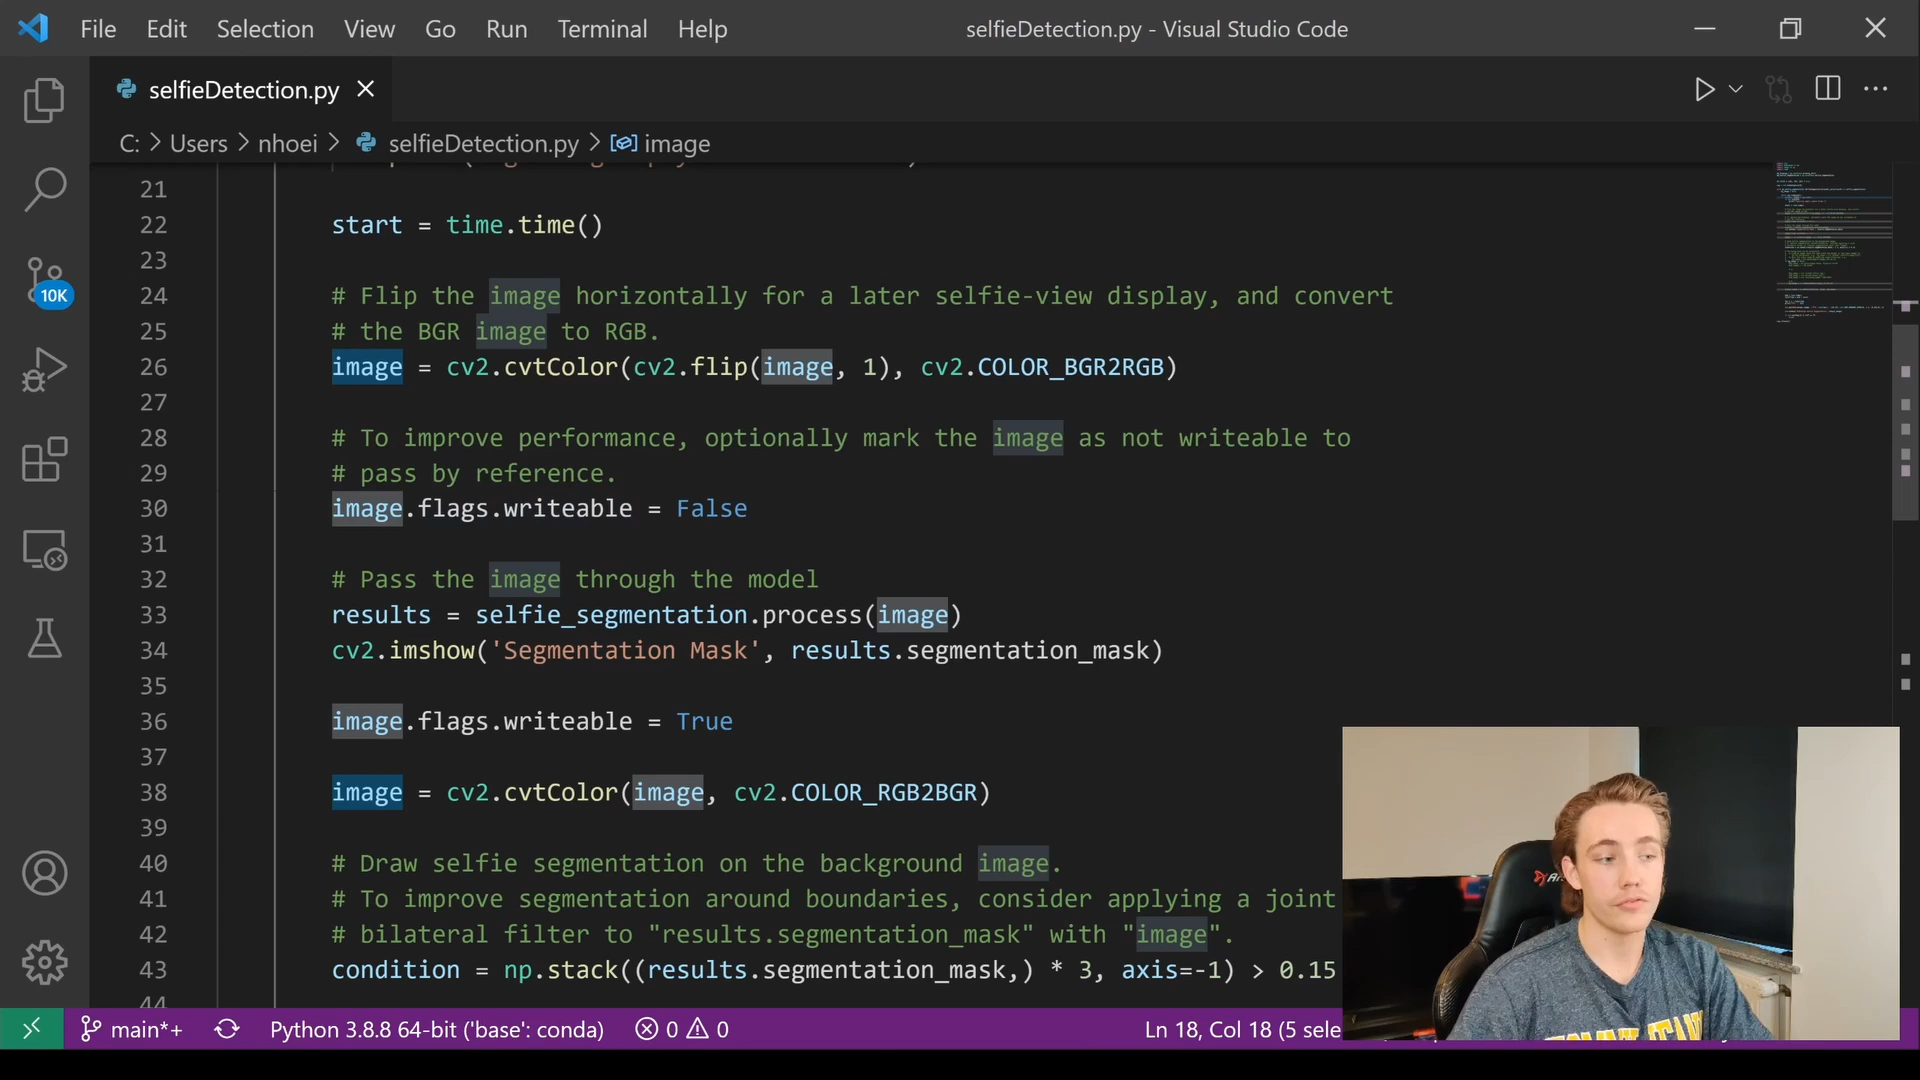 File Edit Selection View Go Run Terminal Help selfieDetection.py - Visual Studio Code
selfieDetection.py
C: > Users > nhoei > selfieDetection.py > image
21
22 start = time.time()
23
24 # Flip the image horizontally for a later selfie-view display, and convert
25 # the BGR image to RGB.
26 image = cv2.cvtColor(cv2.flip(image, 1), cv2.COLOR_BGR2RGB)
27
28 # To improve performance, optionally mark the image as not writeable to
29 # pass by reference.
30 image.flags.writeable = False
31
32 # Pass the image through the model
33 results = selfie_segmentation.process(image)
34 cv2.imshow('Segmentation Mask', results.segmentation_mask)
35
36 image.flags.writeable = True
37
38 image = cv2.cvtColor(image, cv2.COLOR_RGB2BGR)
39
40 # Draw selfie segmentation on the background image.
41 # To improve segmentation around boundaries, consider applying a joint
42 # bilateral filter to "results.segmentation_mask" with "image".
43 condition = np.stack((results.segmentation_mask,) * 3, axis=-1) > 0.15
44
10K
main*+ Python 3.8.8 64-bit ('base': conda) 0 0 Ln 18, Col 18 (5 sele